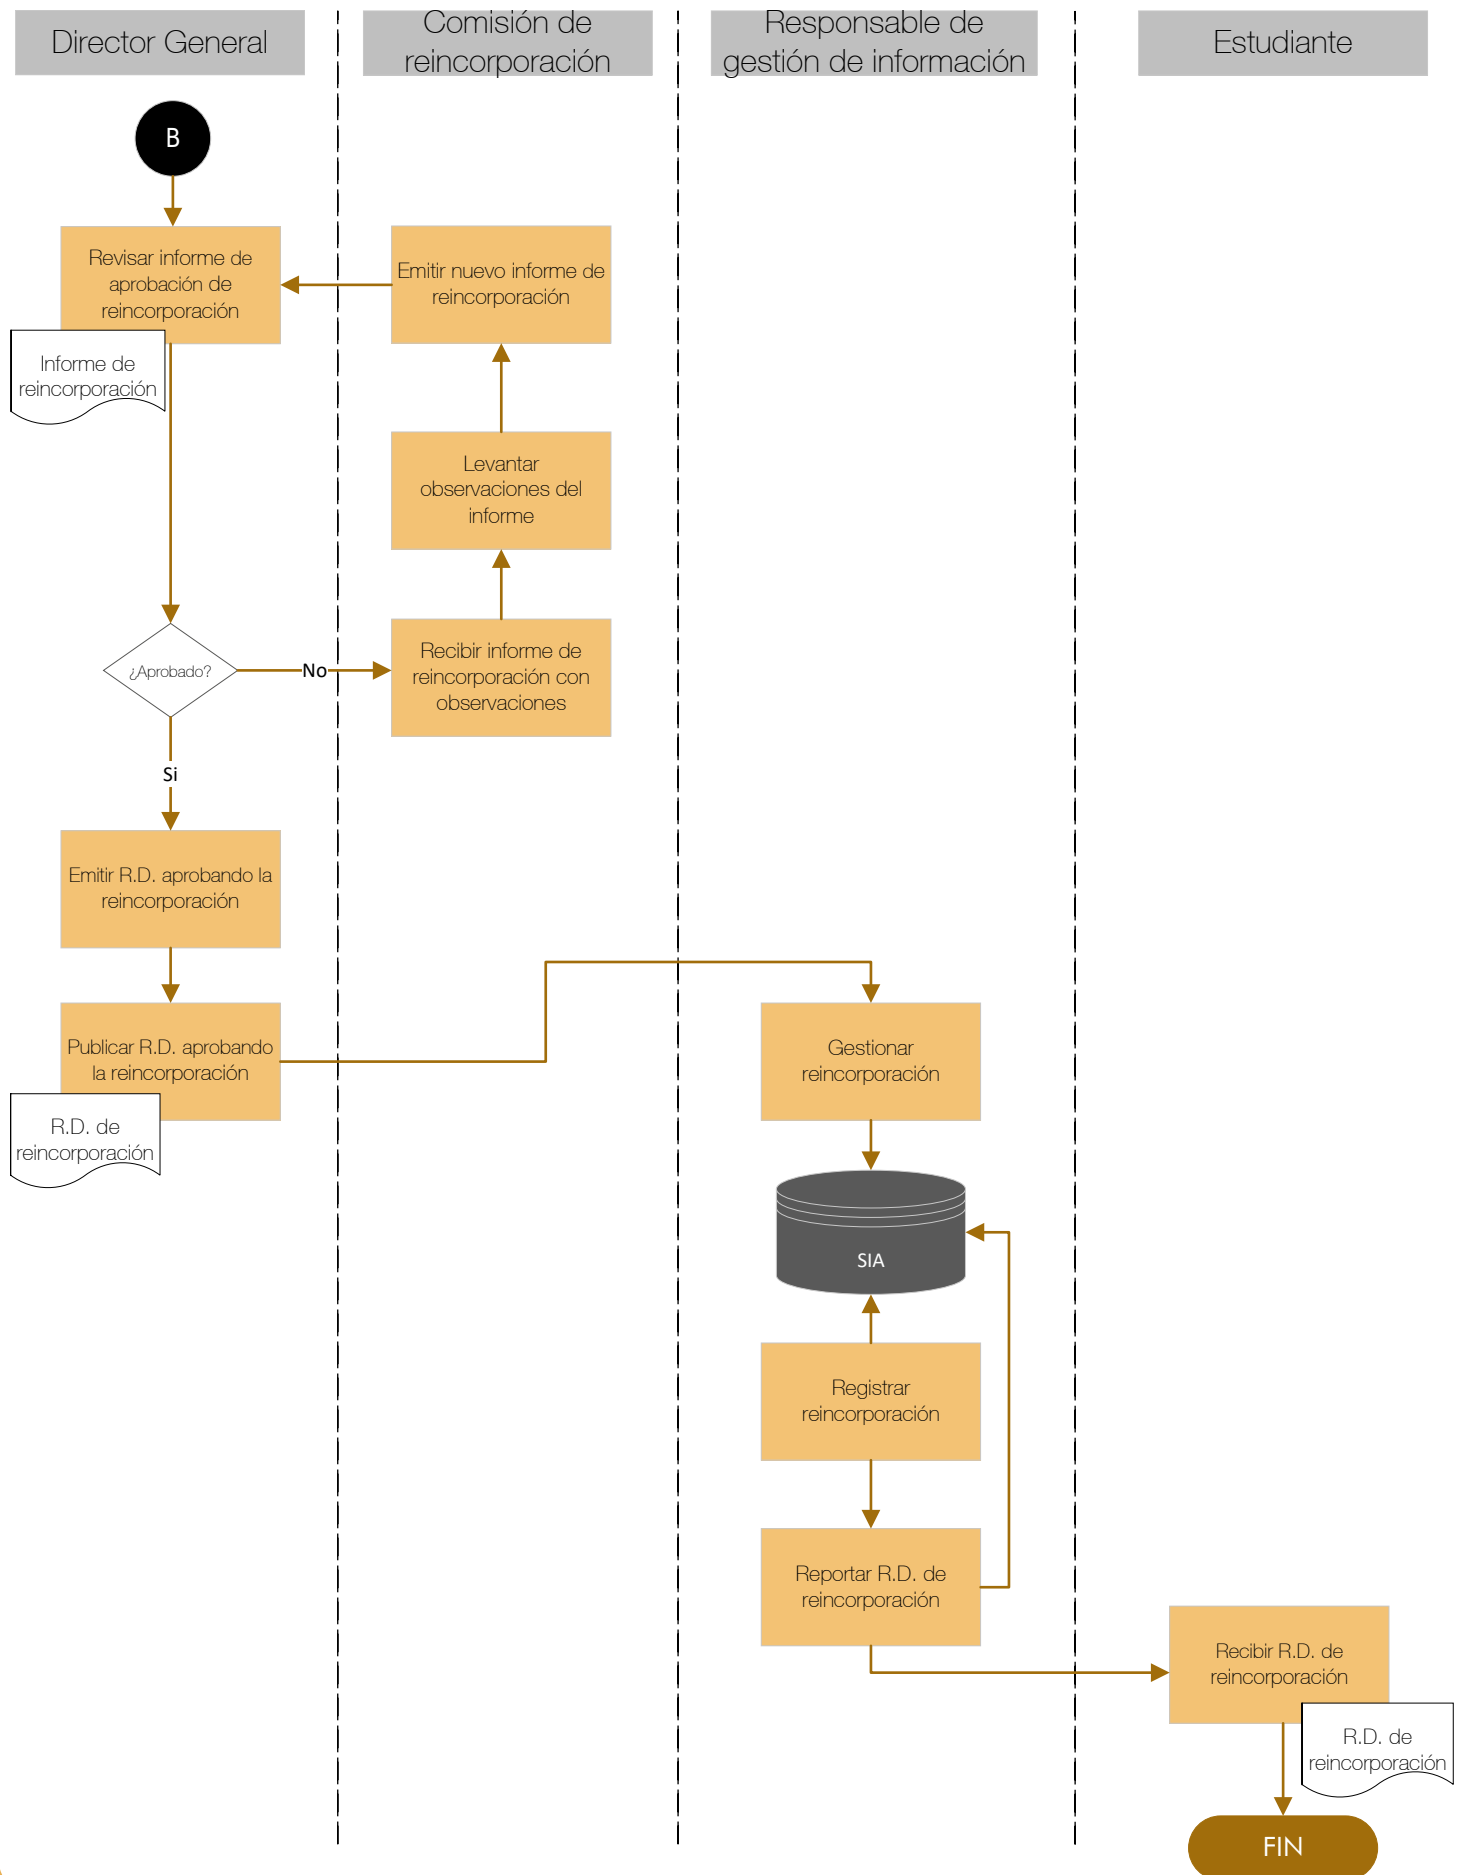 Director General
Comisión de
reincorporación
Responsable de
gestión de información
Estudiante
B
Revisar informe de
aprobación de
reincorporación
Informe de
reincorporación
Emitir nuevo informe de
reincorporación
Levantar
observaciones del
informe
¿Aprobado?
No
Recibir informe de
reincorporación con
observaciones
Si
Emitir R.D. aprobando la
reincorporación
Publicar R.D. aprobando
la reincorporación
R.D. de
reincorporación
Gestionar
reincorporación
SIA
Registrar
reincorporación
Reportar R.D. de
reincorporación
Recibir R.D. de
reincorporación
R.D. de
reincorporación
FIN